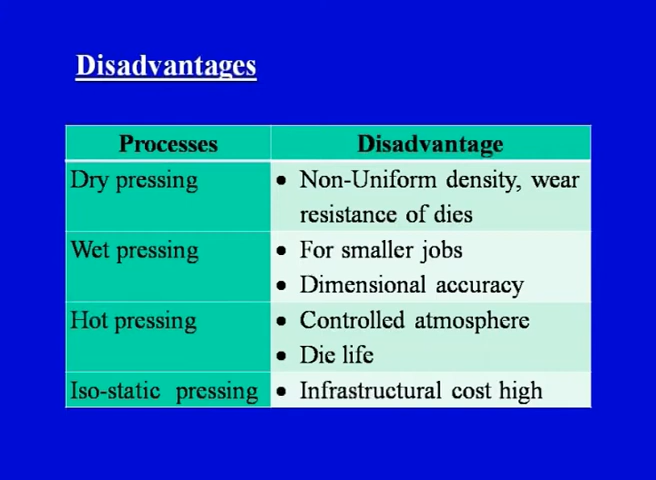 Disadvantages
Processes Disadvantage
Dry pressing • Non-Uniform density, wear
resistance of dies
Wet pressing • For smaller jobs
• Dimensional accuracy
Hot pressing • Controlled atmosphere
• Die life
Iso-static pressing • Infrastructural cost high